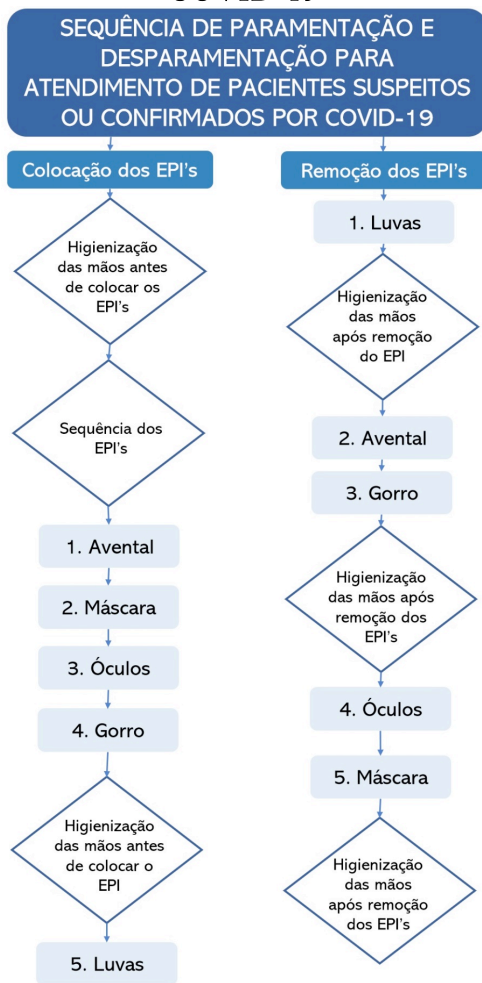 SEQUÊNCIA DE PARAMENTAÇÃO E
DESPARAMENTAÇÃO PARA
ATENDIMENTO DE PACIENTES SUSPEITOS
OU CONFIRMADOS POR COVID-19
Colocação dos EPI's
Higienização
das mãos antes
de colocar os
EPI's
Sequência dos
EPI's
1. Avental
2. Máscara
3. Óculos
4. Gorro
Higienização
das mãos antes
de colocar o
EPI
5. Luvas
Remoção dos EPI's
1. Luvas
Higienização
das mãos
após remoção
do EPI
2. Avental
3. Gorro
Higienização
das mãos após
remoção dos
EPI's
4. Óculos
5. Máscara
Higienização
das mãos
após remoção
dos EPI's